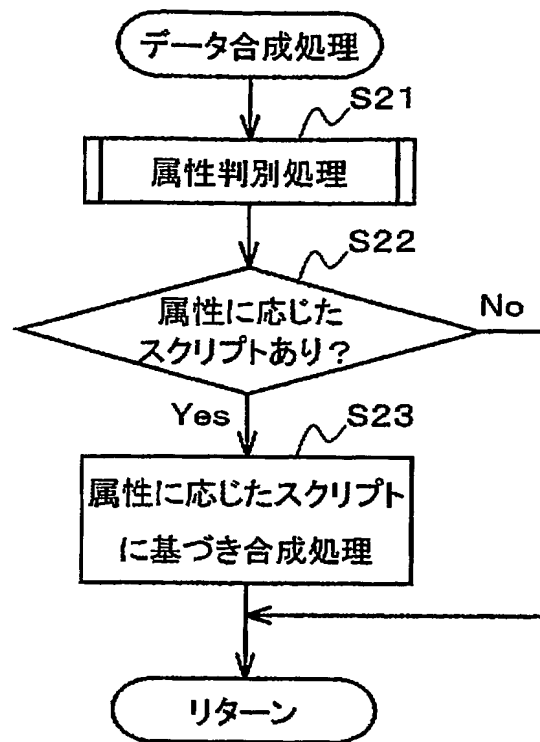 データ合成処理
S21
属性判別処理
S22
属性に応じた
スクリプトあり?
No
Yes
S23
属性に応じたスクリプト
に基づき合成処理
リターン